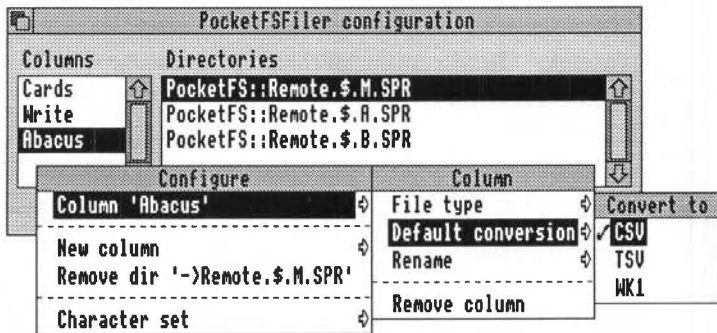 PocketFSFiler configuration
Columns Directories
Cards
Write
Abacus
PocketFS::Remote.$.M.SPR
PocketFS::Remote.$.A.SPR
PocketFS::Remote.$.B.SPR
Configure
Column 'Abacus'
New column
Remove dir '->Remote.$.M.SPR'
Character set
Column
File type
Default conversion
Rename
Remove column
Convert to
CSV
TSV
WK1